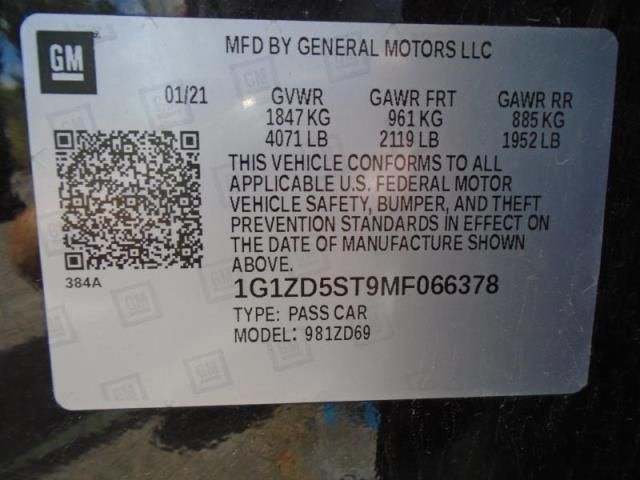 GM
MFD BY GENERAL MOTORS LLC
01/21 GVWR GAWR FRT GAWR RR
1847 KG 961 KG 885 KG
4071 LB 2119 LB 1952 LB
THIS VEHICLE CONFORMS TO ALL
APPLICABLE U.S. FEDERAL MOTOR
VEHICLE SAFETY, BUMPER, AND THEFT
PREVENTION STANDARDS IN EFFECT ON
THE DATE OF MANUFACTURE SHOWN
ABOVE.
384A
1G1ZD5ST9MF066378
TYPE: PASS CAR
MODEL: 981ZD69